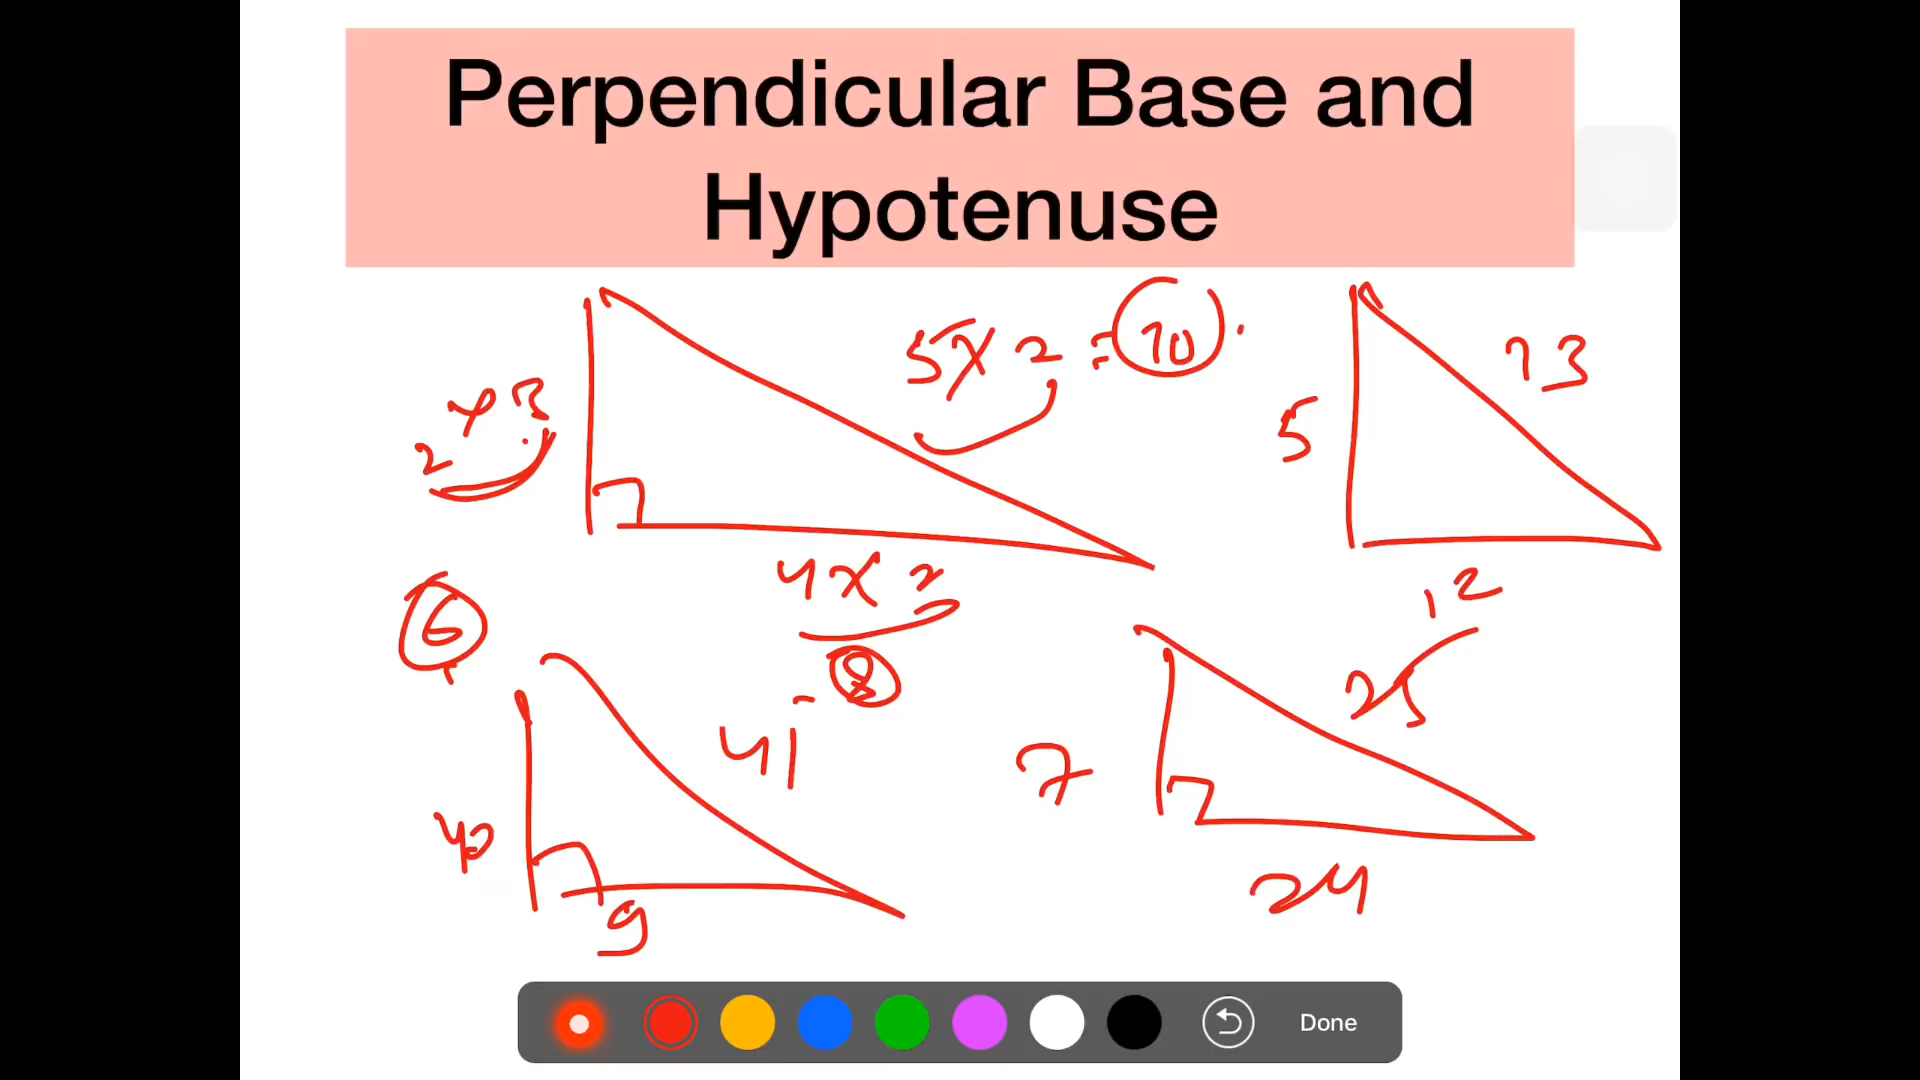 Perpendicular Base and
Hypotenuse
5 x 2 = 10
13
2 x 3
5
4 x 2
12
6
= 8
25
41
7
40
24
9
Done